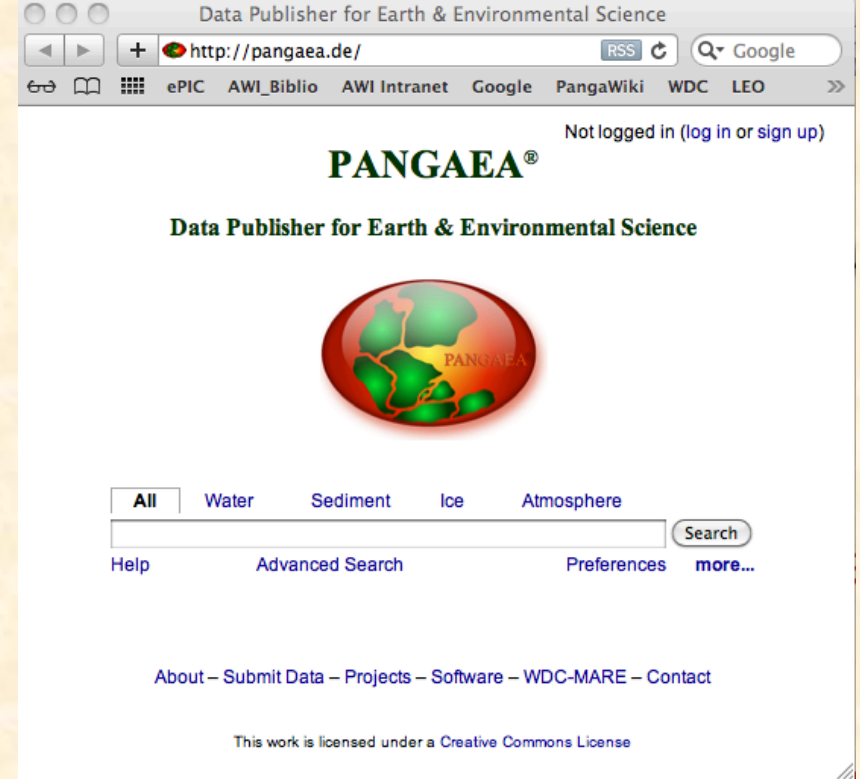 Data Publisher for Earth & Environmental Science
+ http://pangaea.de/ RSS Google
ePIC AWI_Biblio AWI Intranet Google PangaWiki WDC LEO >>
Not logged in (log in or sign up)
PANGAEA®
Data Publisher for Earth & Environmental Science
PANGAEA
All Water Sediment Ice Atmosphere
Search
Help Advanced Search Preferences more...
About – Submit Data – Projects – Software – WDC-MARE – Contact
This work is licensed under a Creative Commons License